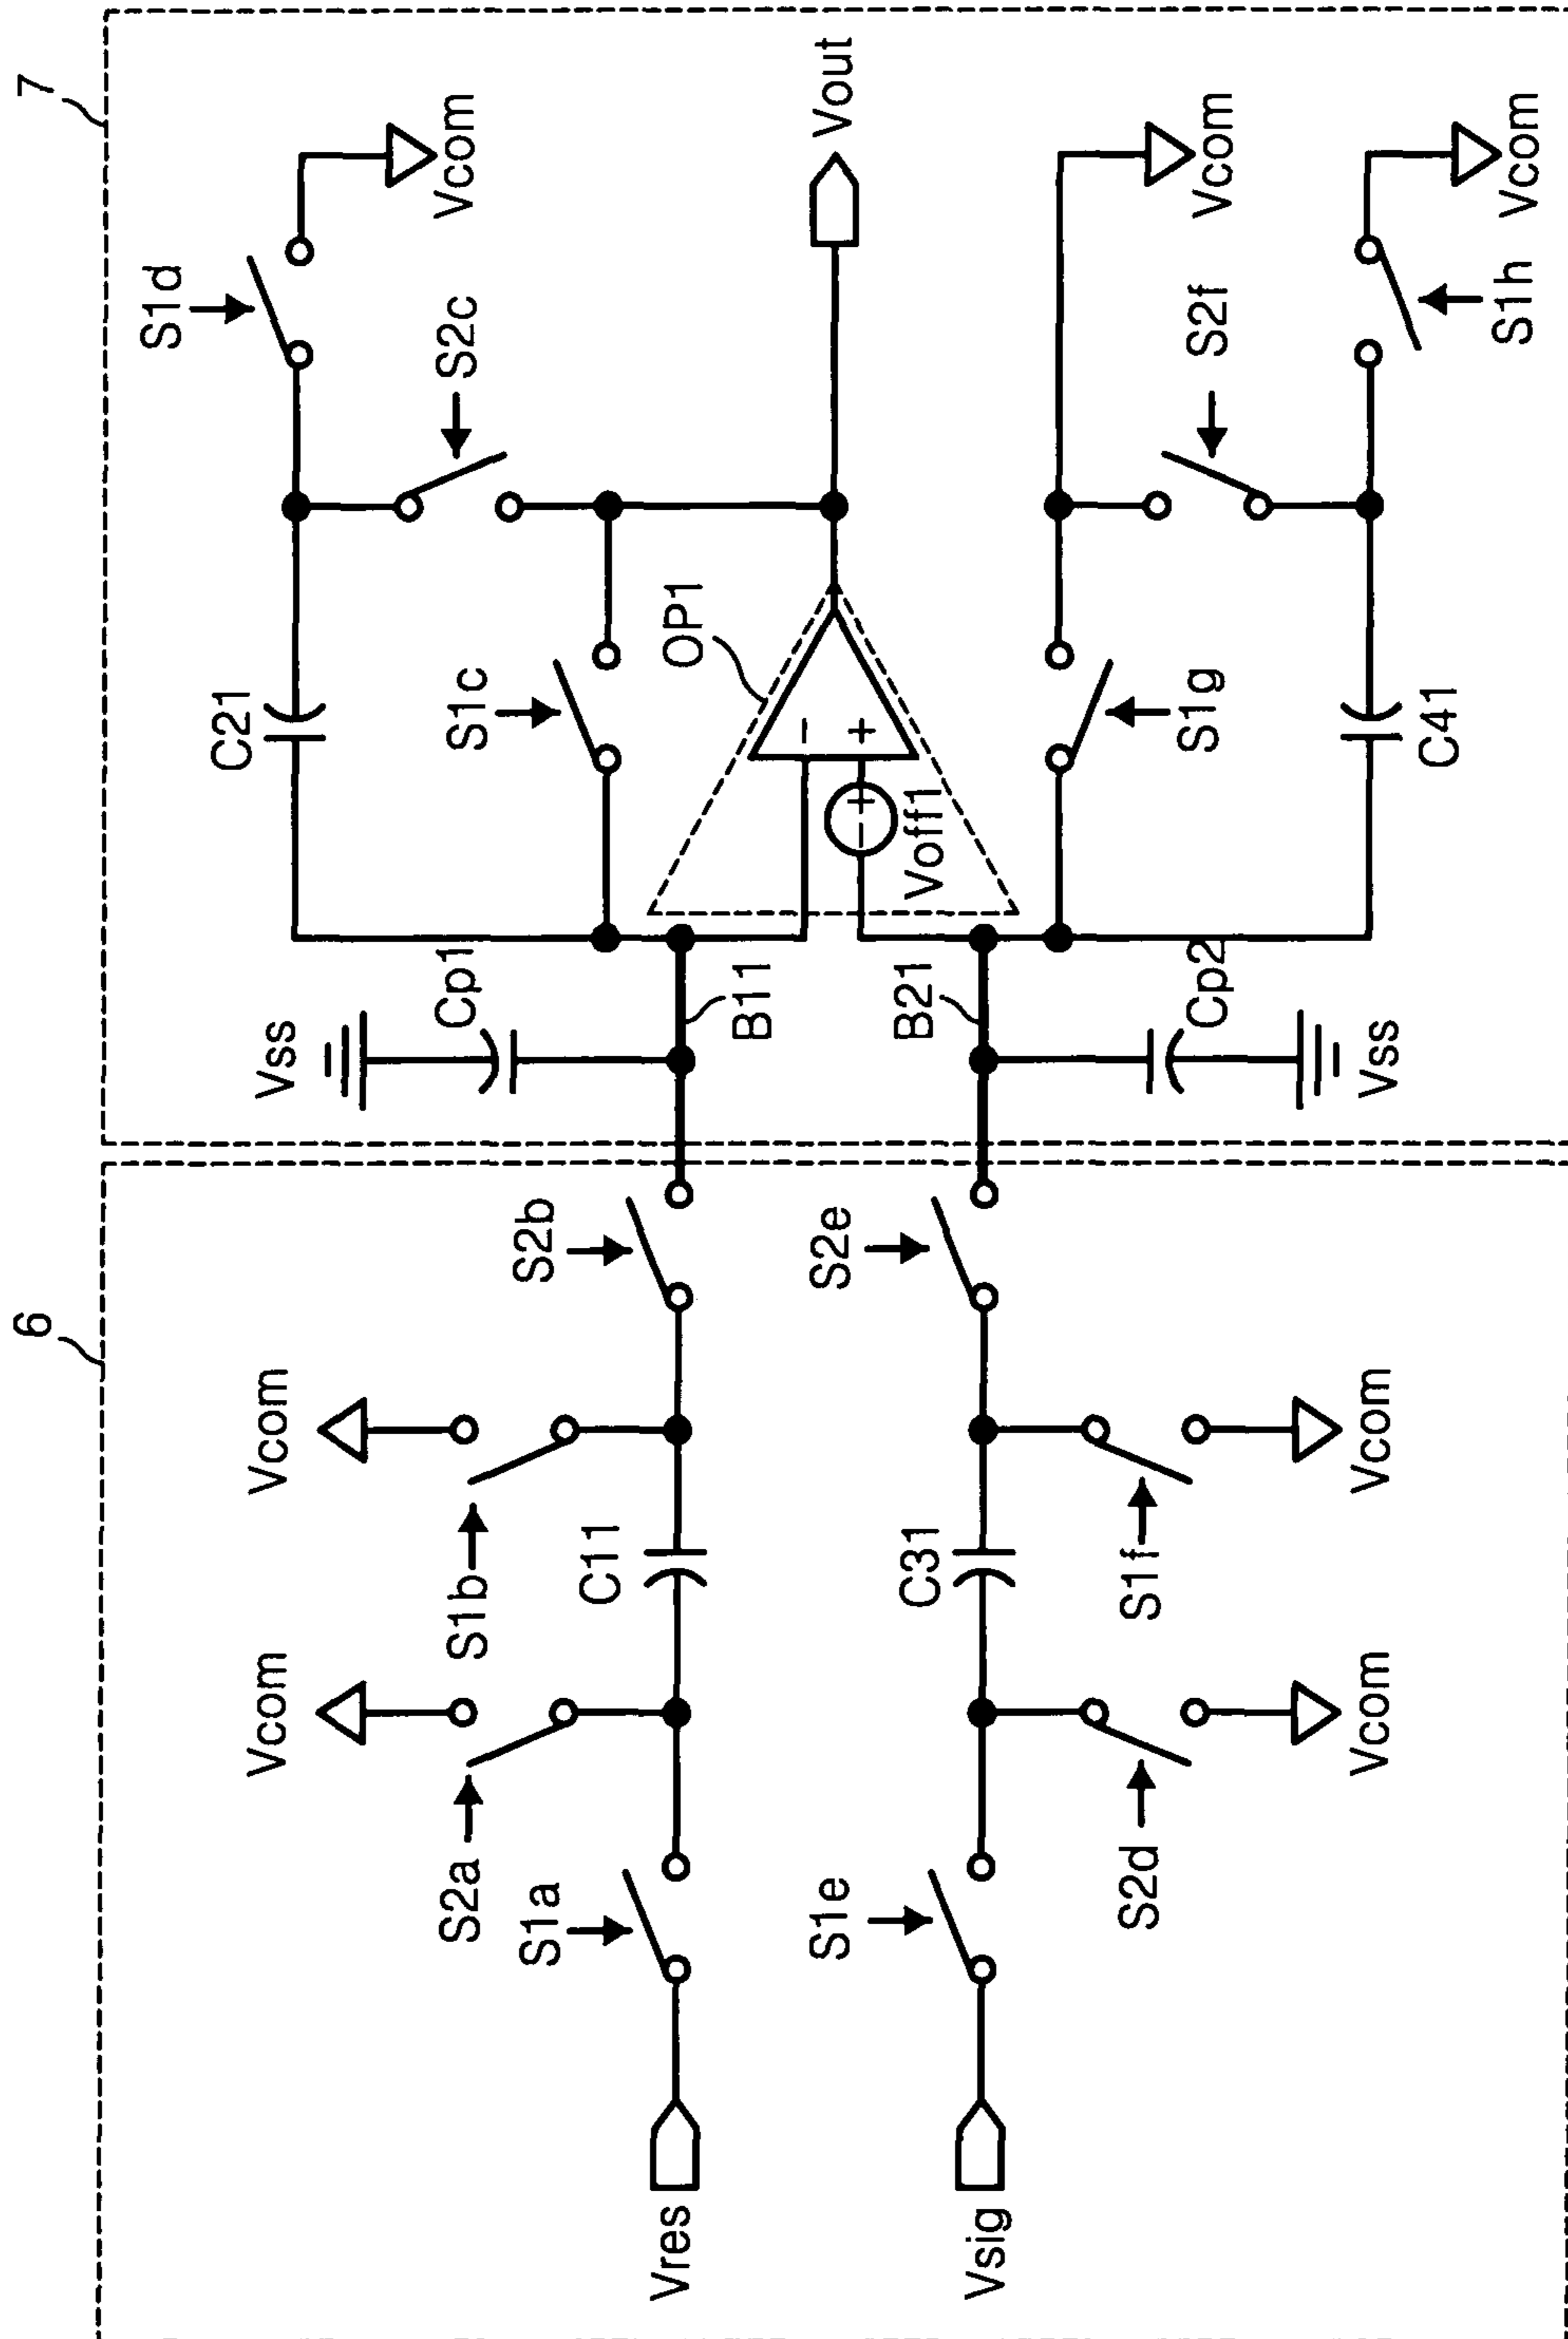 6
7
Vcom
Vcom
Vss
S1d
Vcom
S2a
S1b
Cp1
C21
S2c
S1a
C11
S2b
S1c
Vres
B11
OP1
Vout
-
+
- +
Voff1
S1e
C31
S2e
B21
Vsig
S2d
S1f
Cp2
S1g
S2f
Vcom
Vcom
Vcom
Vss
C41
S1h
Vcom